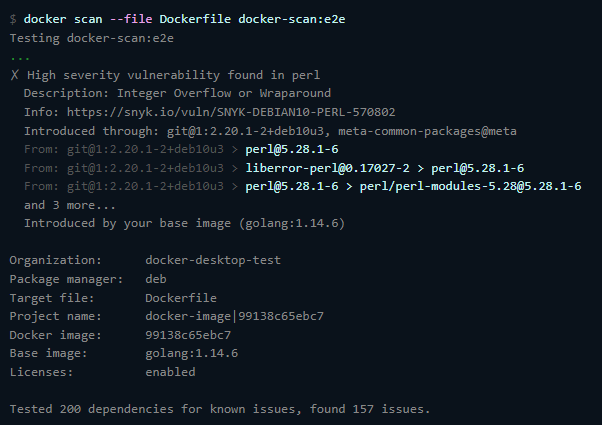 $ docker scan --file Dockerfile docker-scan:e2e
Testing docker-scan:e2e
...
✗ High severity vulnerability found in perl
Description: Integer Overflow or Wraparound
Info: https://snyk.io/vuln/SNYK-DEBIAN10-PERL-570802
Introduced through: git@1:2.20.1-2+deb10u3, meta-common-packages@meta
From: git@1:2.20.1-2+deb10u3 > perl@5.28.1-6
From: git@1:2.20.1-2+deb10u3 > liberror-perl@0.17027-2 > perl@5.28.1-6
From: git@1:2.20.1-2+deb10u3 > perl@5.28.1-6 > perl/perl-modules-5.28@5.28.1-6
and 3 more...
Introduced by your base image (golang:1.14.6)
Organization: docker-desktop-test
Package manager: deb
Target file: Dockerfile
Project name: docker-image|99138c65ebc7
Docker image: 99138c65ebc7
Base image: golang:1.14.6
Licenses: enabled
Tested 200 dependencies for known issues, found 157 issues.